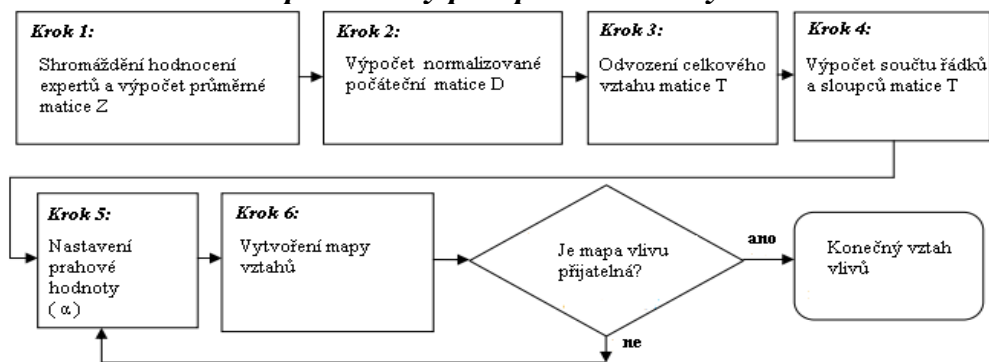 Krok 1:
Shromáždění hodnocení
expertů a výpočet průměrné
matice Z
Krok 2:
Výpočet normalizované
počáteční matice D
Krok 3:
Odvození celkového
vztahu matice T
Krok 4:
Výpočet součtu řádků
a sloupců matice T
Krok 5:
Nastavení
prahové
hodnoty
( α )
Krok 6:
Vytvoření mapy
vztahů
Je mapa vlivu
přijatelná?
ano
Konečný vztah
vlivů
ne